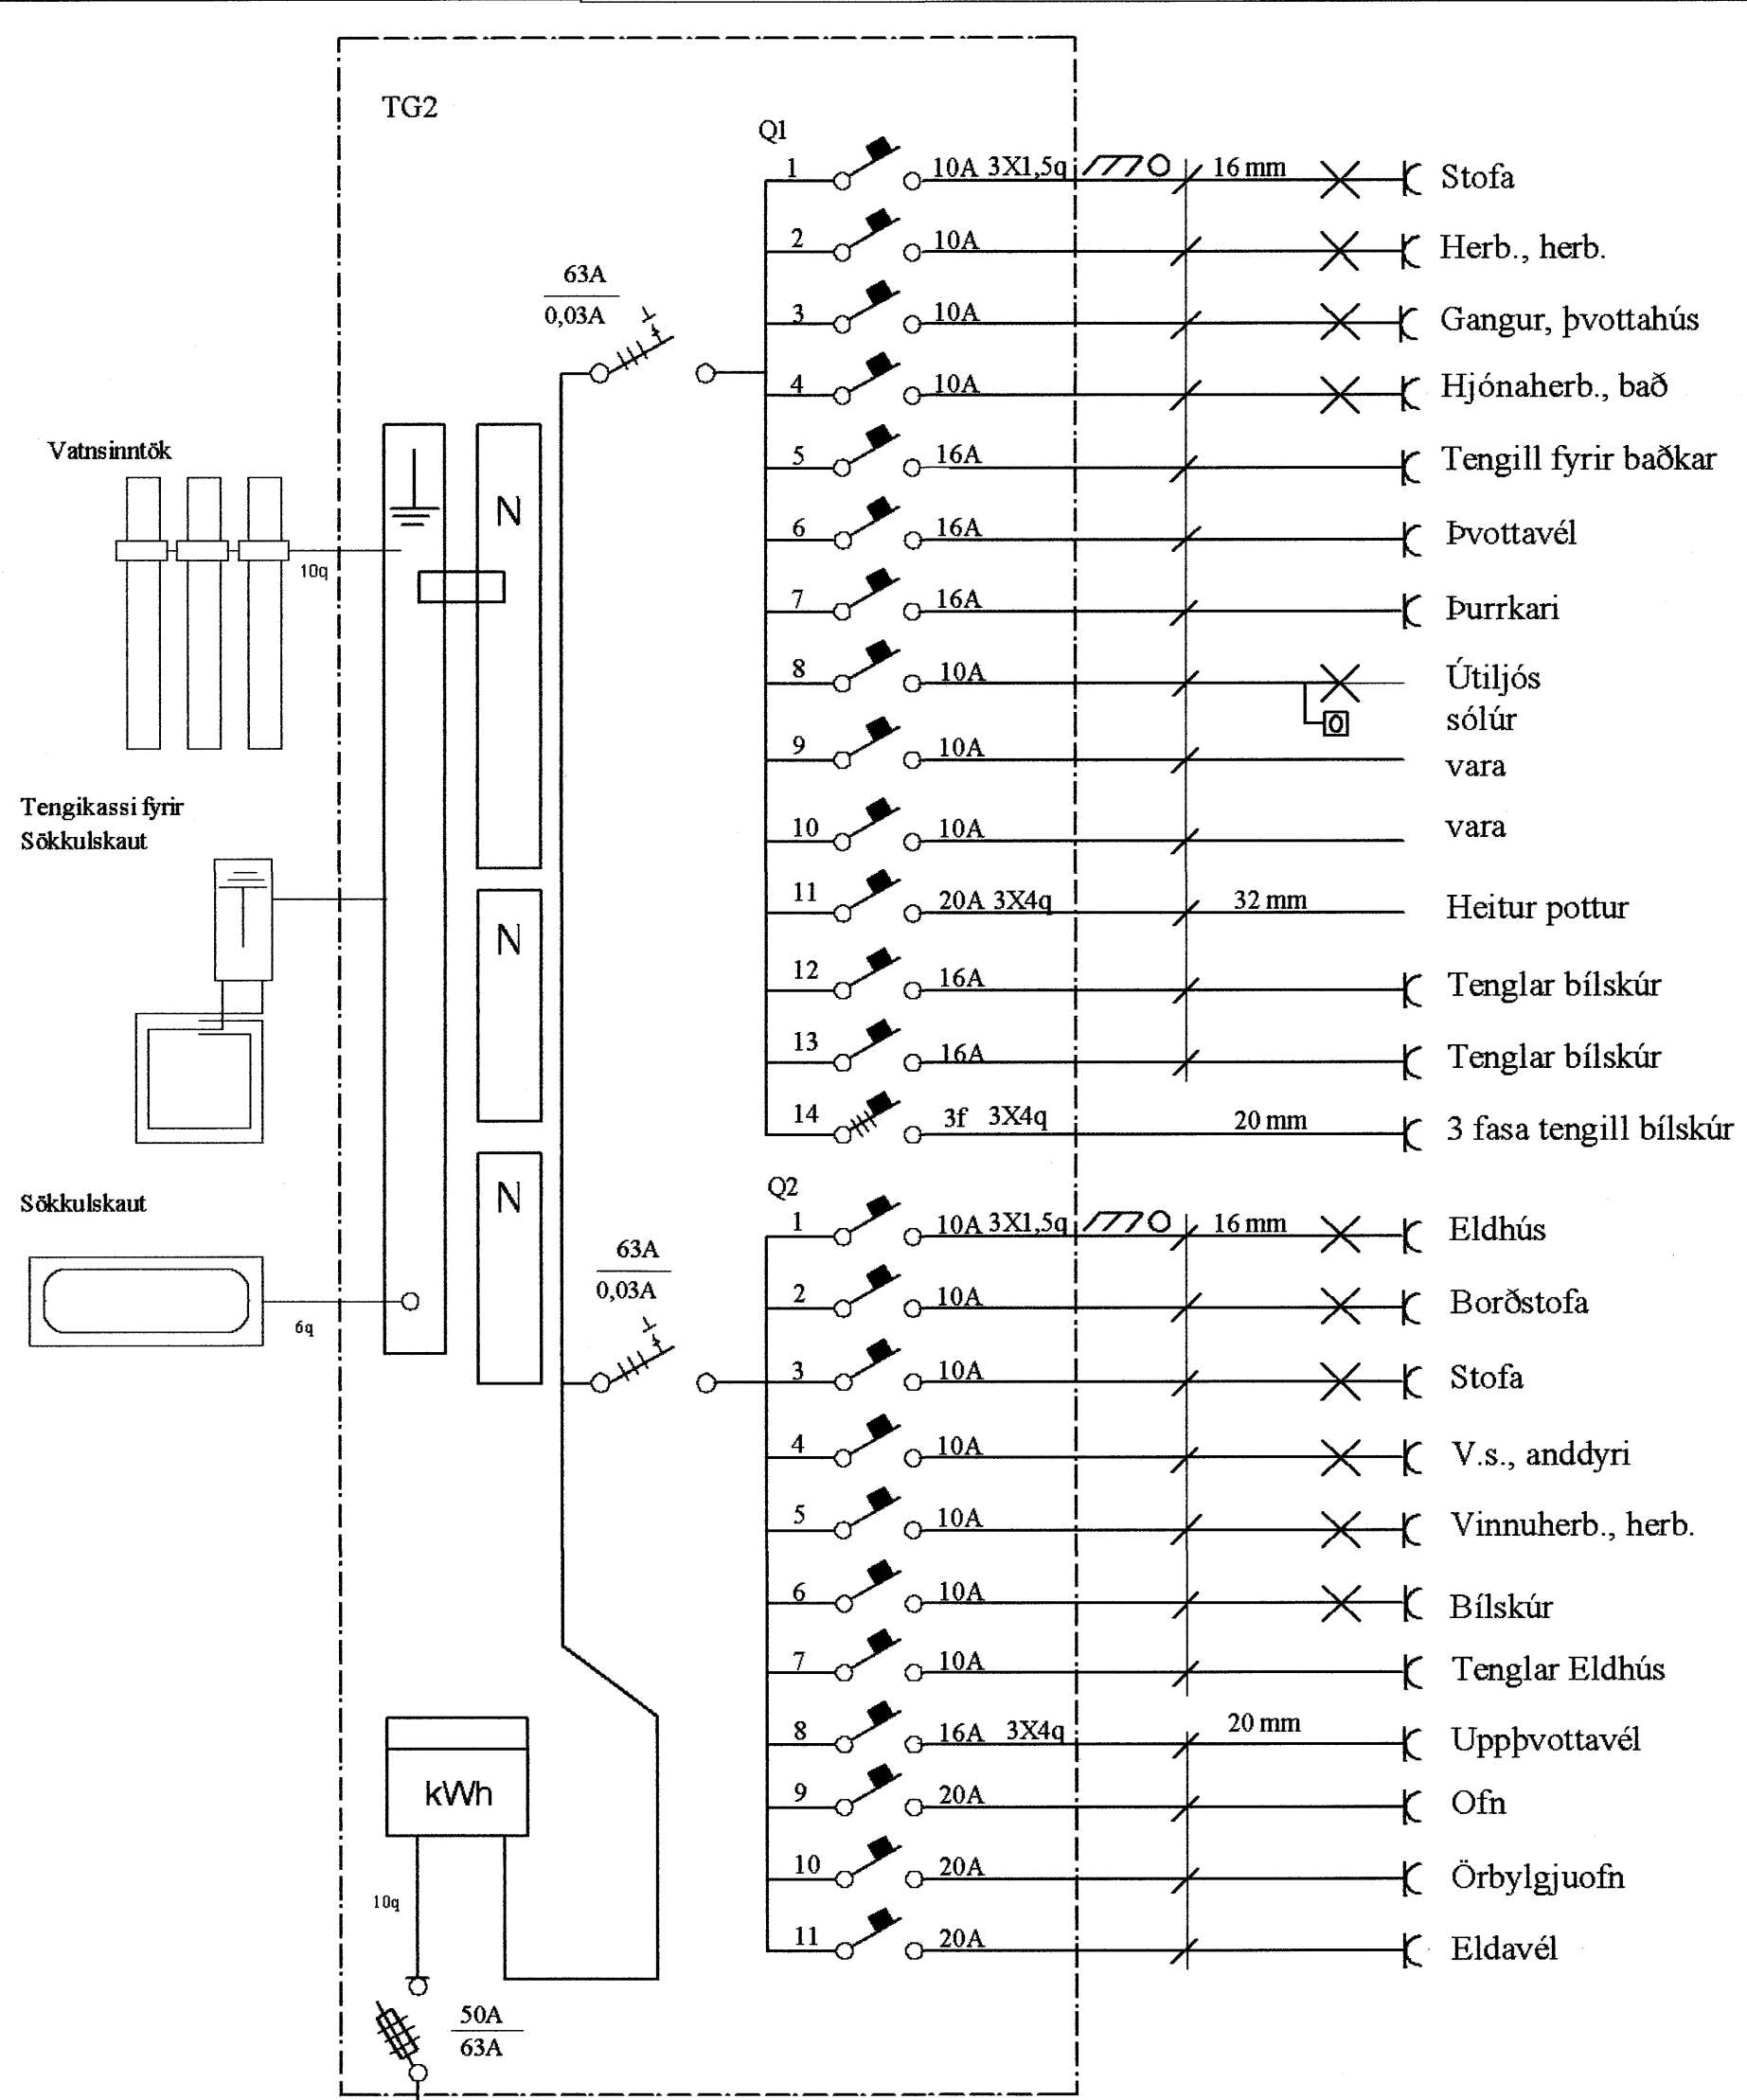 TG2
Q1
1 10A 3X1,5q 16 mm Stofa
2 10A Herb., herb.
63A
0,03A
3 10A Gangur, þvottahús
4 10A Hjónaherb., bað
Vatnsinntök
5 16A Tengill fyrir baðkar
N
6 16A Þvottavél
10q
7 16A Þurrkari
8 10A Útiljós
sólúr
9 10A vara
Tengikassi fyrir
Sökkulskaut
10 10A vara
11 20A 3X4q 32 mm Heitur pottur
N
12 16A Tenglar bílskúr
13 16A Tenglar bílskúr
14 3f 3X4q 20 mm 3 fasa tengill bílskúr
Sökkulskaut
N
Q2
1 10A 3X1,5q 16 mm Eldhús
63A
0,03A
2 10A Borðstofa
6q
3 10A Stofa
4 10A V.s., anddyri
5 10A Vinnuherb., herb.
6 10A Bílskúr
7 10A Tenglar Eldhús
8 16A 3X4q 20 mm Uppþvottavél
kWh
9 20A Ofn
10 20A Örbylgjuofn
10q
11 20A Eldavél
50A
63A